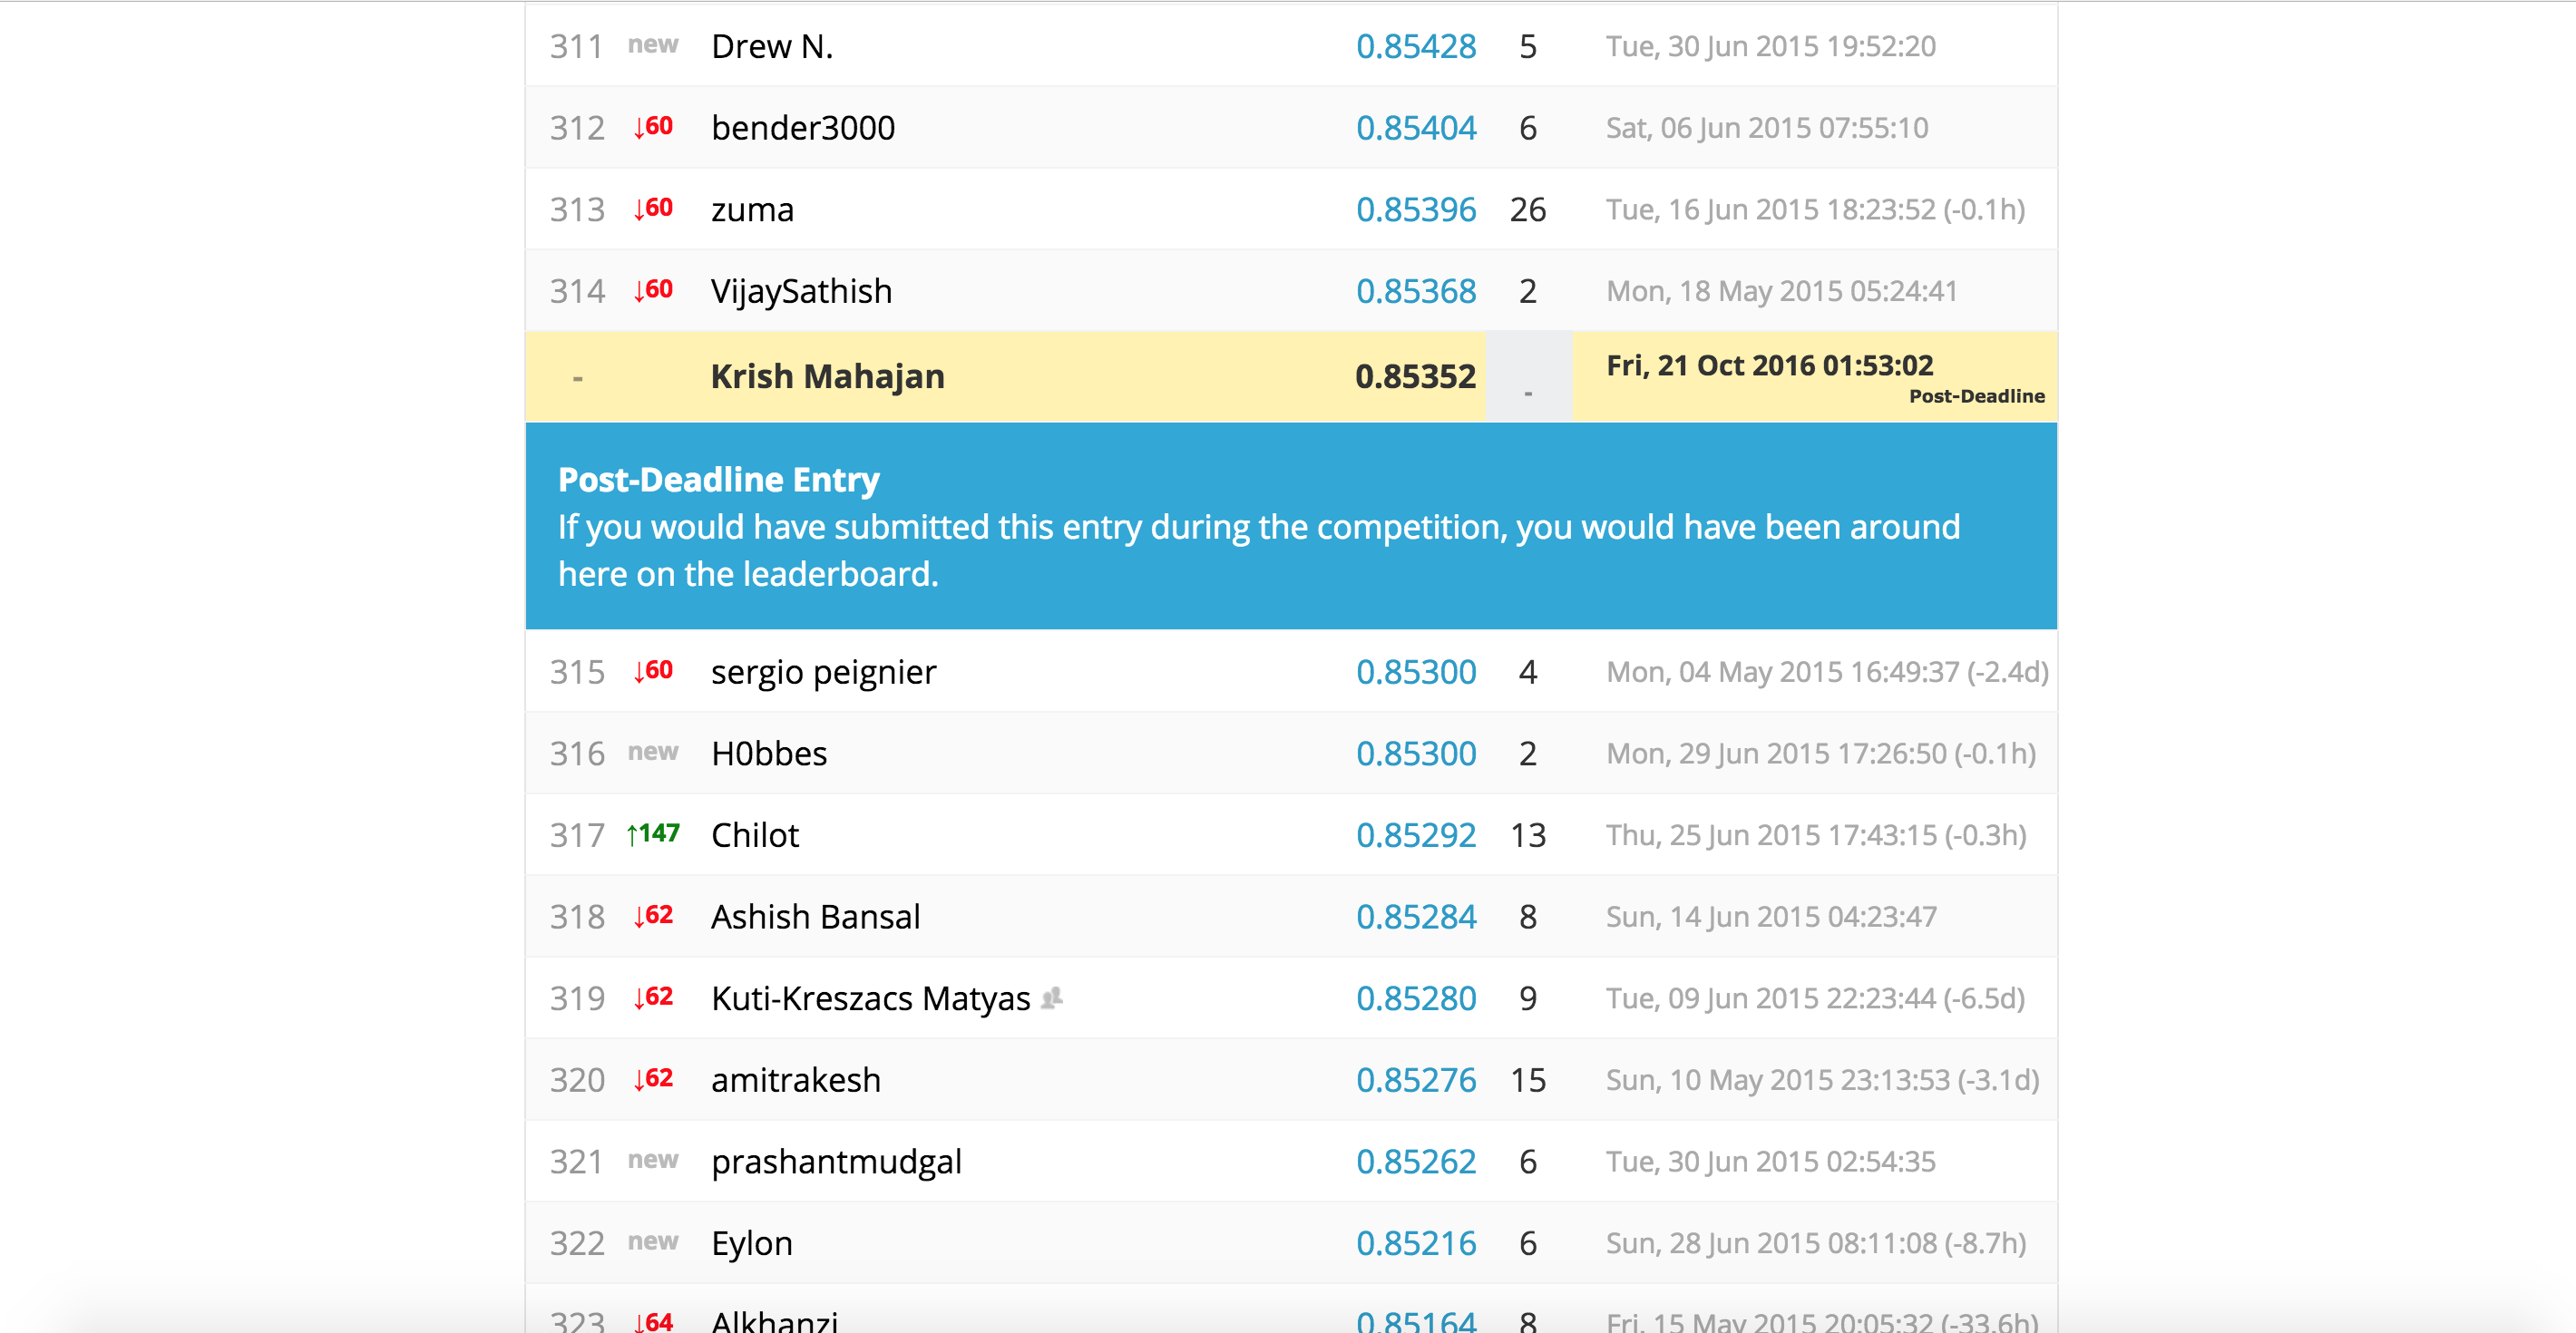 311 new Drew N. 0.85428 5 Tue, 30 Jun 2015 19:52:20
312 ↓60 bender3000 0.85404 6 Sat, 06 Jun 2015 07:55:10
313 ↓60 zuma 0.85396 26 Tue, 16 Jun 2015 18:23:52 (-0.1h)
314 ↓60 VijaySathish 0.85368 2 Mon, 18 May 2015 05:24:41
- Krish Mahajan 0.85352 - Fri, 21 Oct 2016 01:53:02
Post-Deadline
Post-Deadline Entry
If you would have submitted this entry during the competition, you would have been around
here on the leaderboard.
315 ↓60 sergio peignier 0.85300 4 Mon, 04 May 2015 16:49:37 (-2.4d)
316 new H0bbes 0.85300 2 Mon, 29 Jun 2015 17:26:50 (-0.1h)
317 ↑147 Chilot 0.85292 13 Thu, 25 Jun 2015 17:43:15 (-0.3h)
318 ↓62 Ashish Bansal 0.85284 8 Sun, 14 Jun 2015 04:23:47
319 ↓62 Kuti-Kreszacs Matyas 0.85280 9 Tue, 09 Jun 2015 22:23:44 (-6.5d)
320 ↓62 amitrakesh 0.85276 15 Sun, 10 May 2015 23:13:53 (-3.1d)
321 new prashantmudgal 0.85262 6 Tue, 30 Jun 2015 02:54:35
322 new Eylon 0.85216 6 Sun, 28 Jun 2015 08:11:08 (-8.7h)
323 ↓64 Alkhanzi 0.85164 8 Fri, 15 May 2015 20:05:32 (-33.6h)